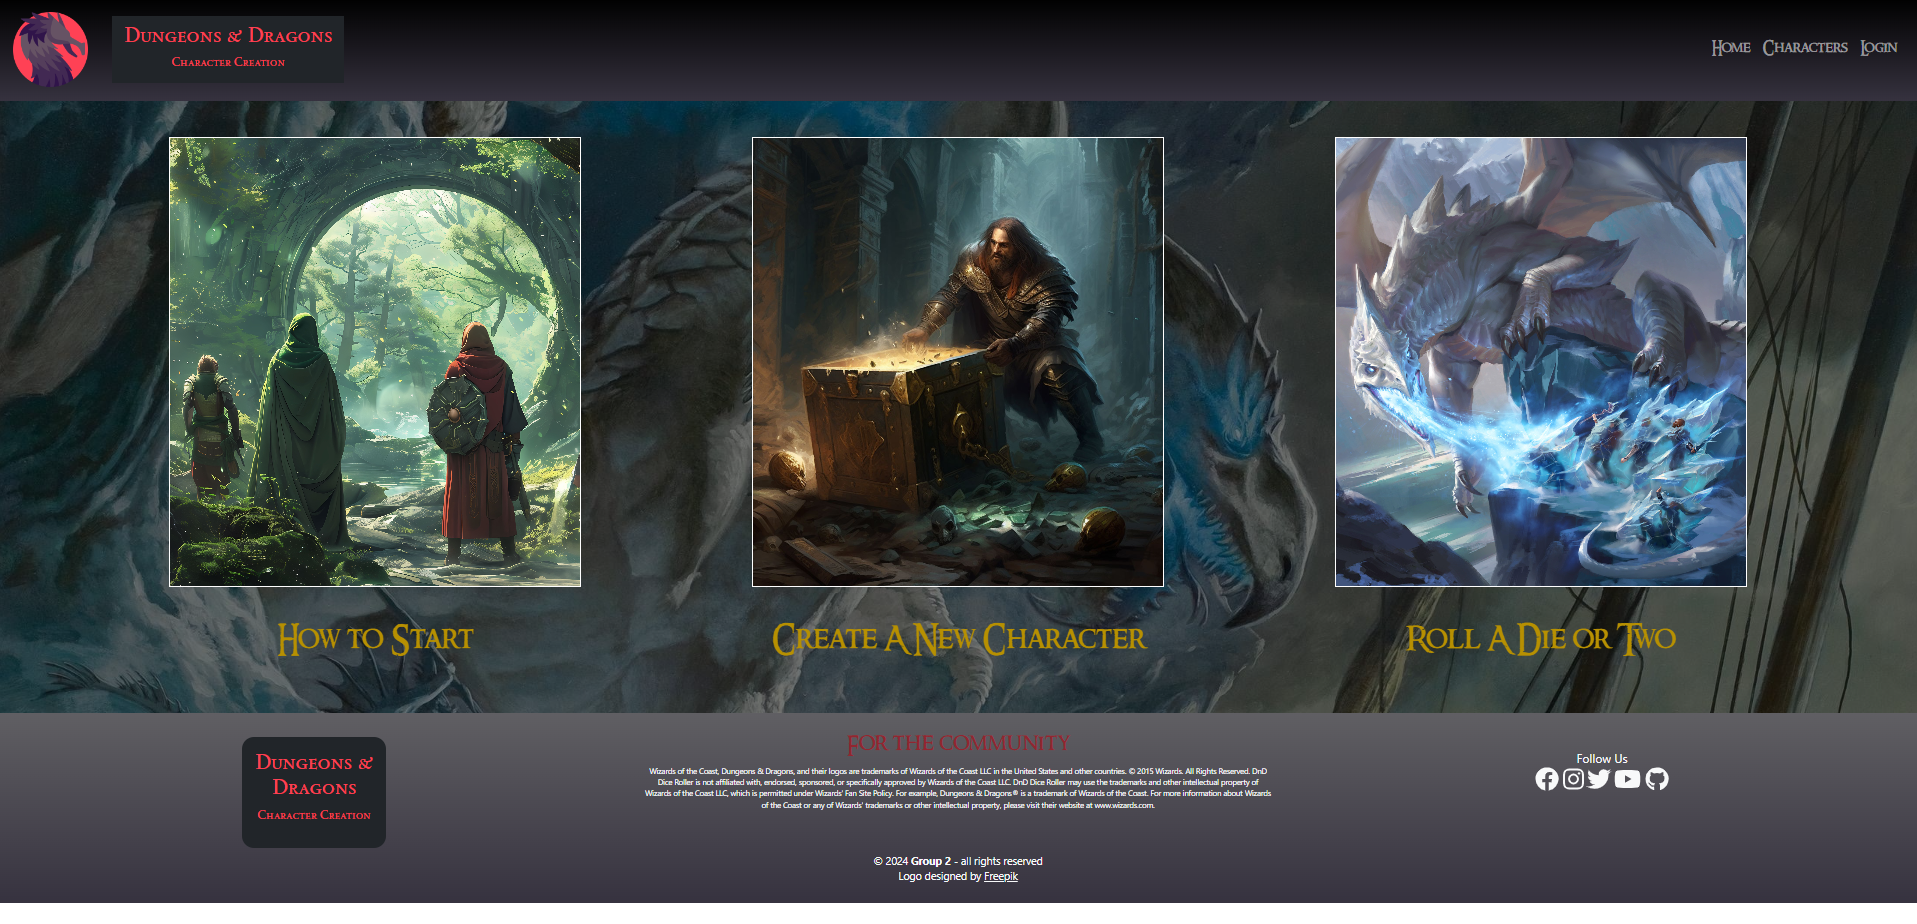 Dungeons & Dragons
Character Creation
Home Characters Login
How to Start
Create A New Character
Roll A Die or Two
Dungeons &
Dragons
Character Creation
For the community
Wizards of the Coast, Dungeons & Dragons, and their logos are trademarks of Wizards of the Coast LLC in the United States and other countries. © 2015 Wizards. All Rights Reserved. DnD
Dice Roller is not affiliated with, endorsed, sponsored, or specifically approved by Wizards of the Coast LLC. DnD Dice Roller may use the trademarks and other intellectual property of
Wizards of the Coast LLC, which is permitted under Wizards' Fan Site Policy. For example, Dungeons & Dragons® is a trademark of Wizards of the Coast. For more information about Wizards
of the Coast or any of Wizards' trademarks or other intellectual property, please visit their website at www.wizards.com.
Follow Us
© 2024 Group 2 - all rights reserved
Logo designed by Freepik